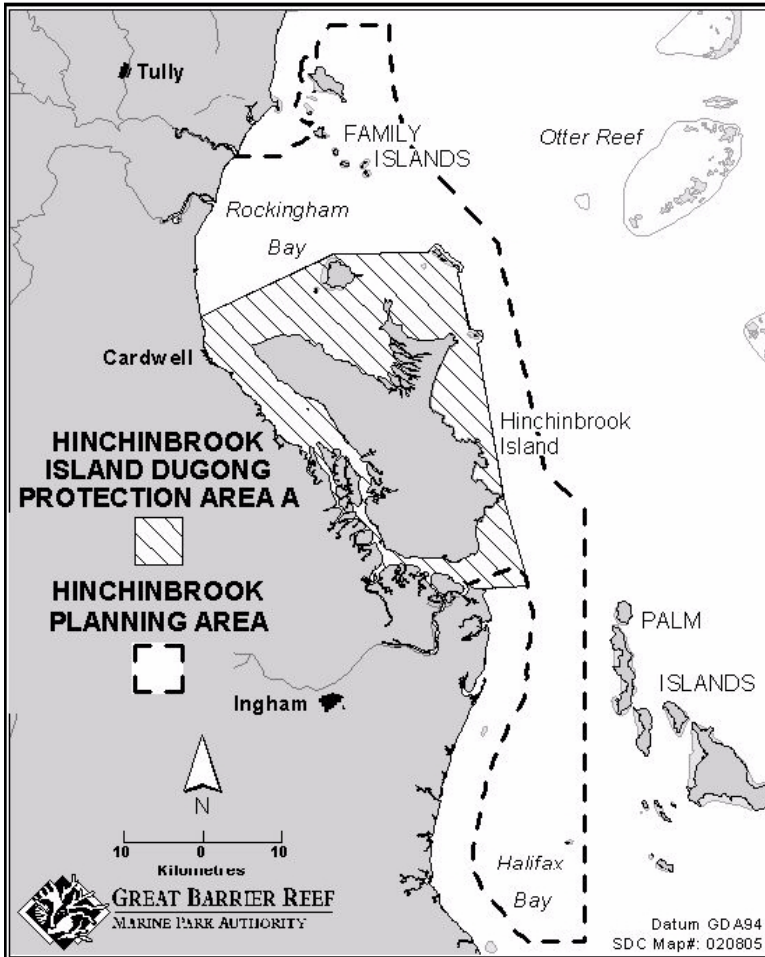 Tully
FAMILY
ISLANDS
Otter Reef
Rockingham
Bay
Cardwell
Hinchinbrook
Island
HINCHINBROOK
ISLAND DUGONG
PROTECTION AREA A
HINCHINBROOK
PLANNING AREA
PALM
ISLANDS
Ingham
N
10 0 10
Kilometres
Halifax
Bay
GREAT BARRIER REEF
MARINE PARK AUTHORITY
Datum GDA94
SDC Map#: 020805